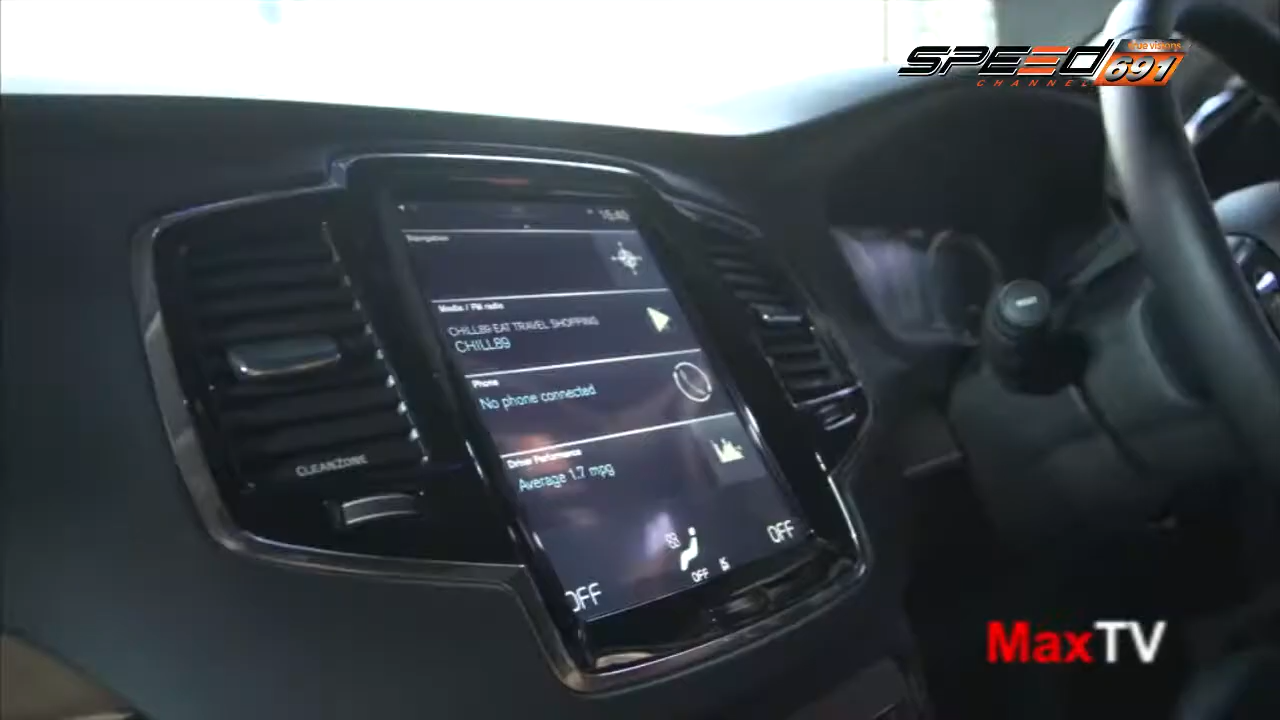 SPEED
true visions
691
CHANNEL
16:40
Navigation
Media / FM radio
CHILL89 EAT TRAVEL SHOPPING
CHILL89
Phone
No phone connected
Driver Performance
Average 1.7 mpg
CLEANZONE
OFF
OFF
OFF
MaxTV